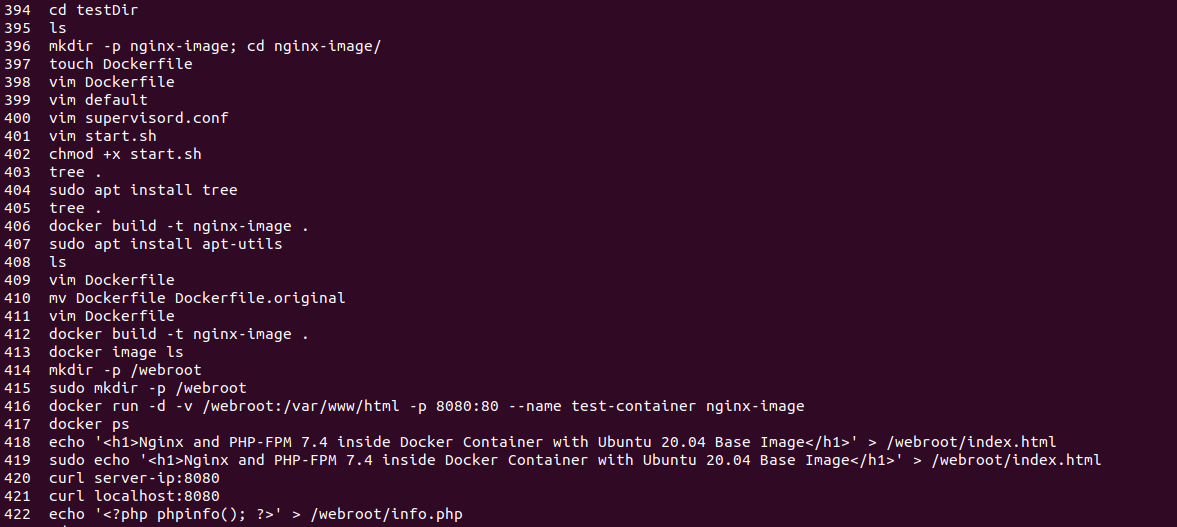 394 cd testDir
395 ls
396 mkdir -p nginx-image; cd nginx-image/
397 touch Dockerfile
398 vim Dockerfile
399 vim default
400 vim supervisord.conf
401 vim start.sh
402 chmod +x start.sh
403 tree .
404 sudo apt install tree
405 tree .
406 docker build -t nginx-image .
407 sudo apt install apt-utils
408 ls
409 vim Dockerfile
410 mv Dockerfile Dockerfile.original
411 vim Dockerfile
412 docker build -t nginx-image .
413 docker image ls
414 mkdir -p /webroot
415 sudo mkdir -p /webroot
416 docker run -d -v /webroot:/var/www/html -p 8080:80 --name test-container nginx-image
417 docker ps
418 echo '<h1>Nginx and PHP-FPM 7.4 inside Docker Container with Ubuntu 20.04 Base Image</h1>' > /webroot/index.html
419 sudo echo '<h1>Nginx and PHP-FPM 7.4 inside Docker Container with Ubuntu 20.04 Base Image</h1>' > /webroot/index.html
420 curl server-ip:8080
421 curl localhost:8080
422 echo '<?php phpinfo(); ?>' > /webroot/info.php